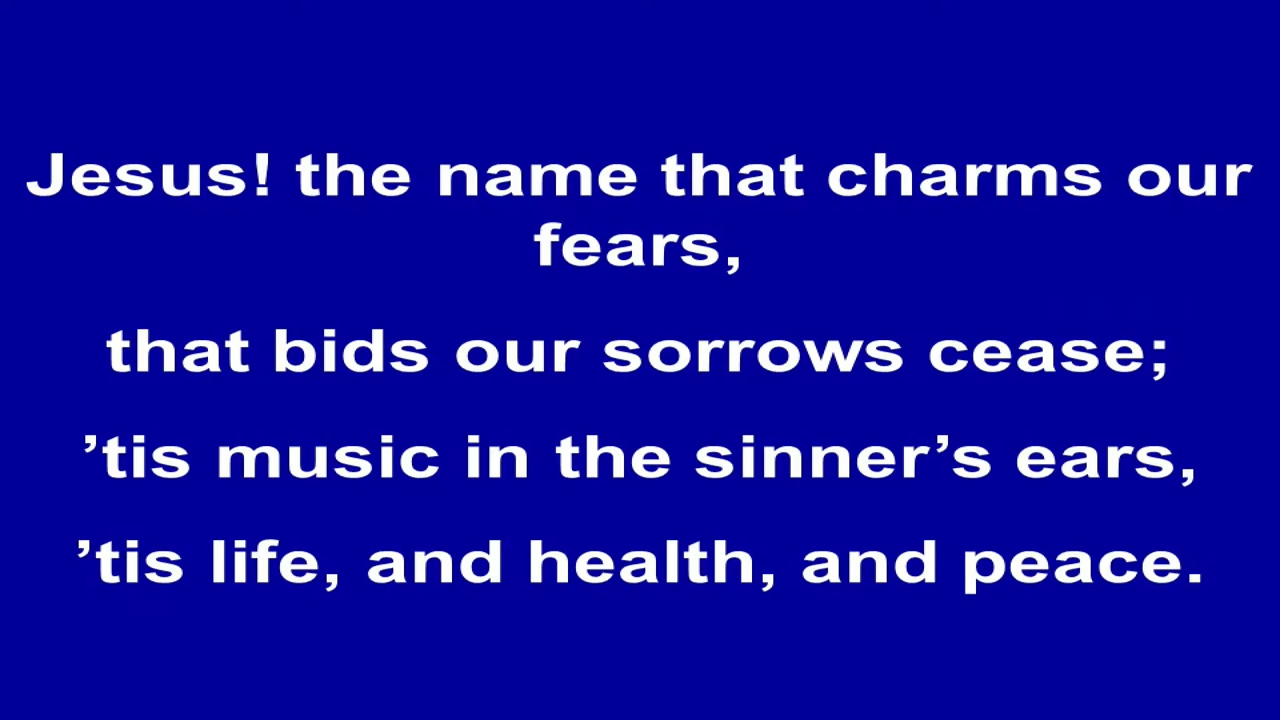 Jesus! the name that charms our
fears,
that bids our sorrows cease;
’tis music in the sinner’s ears,
’tis life, and health, and peace.